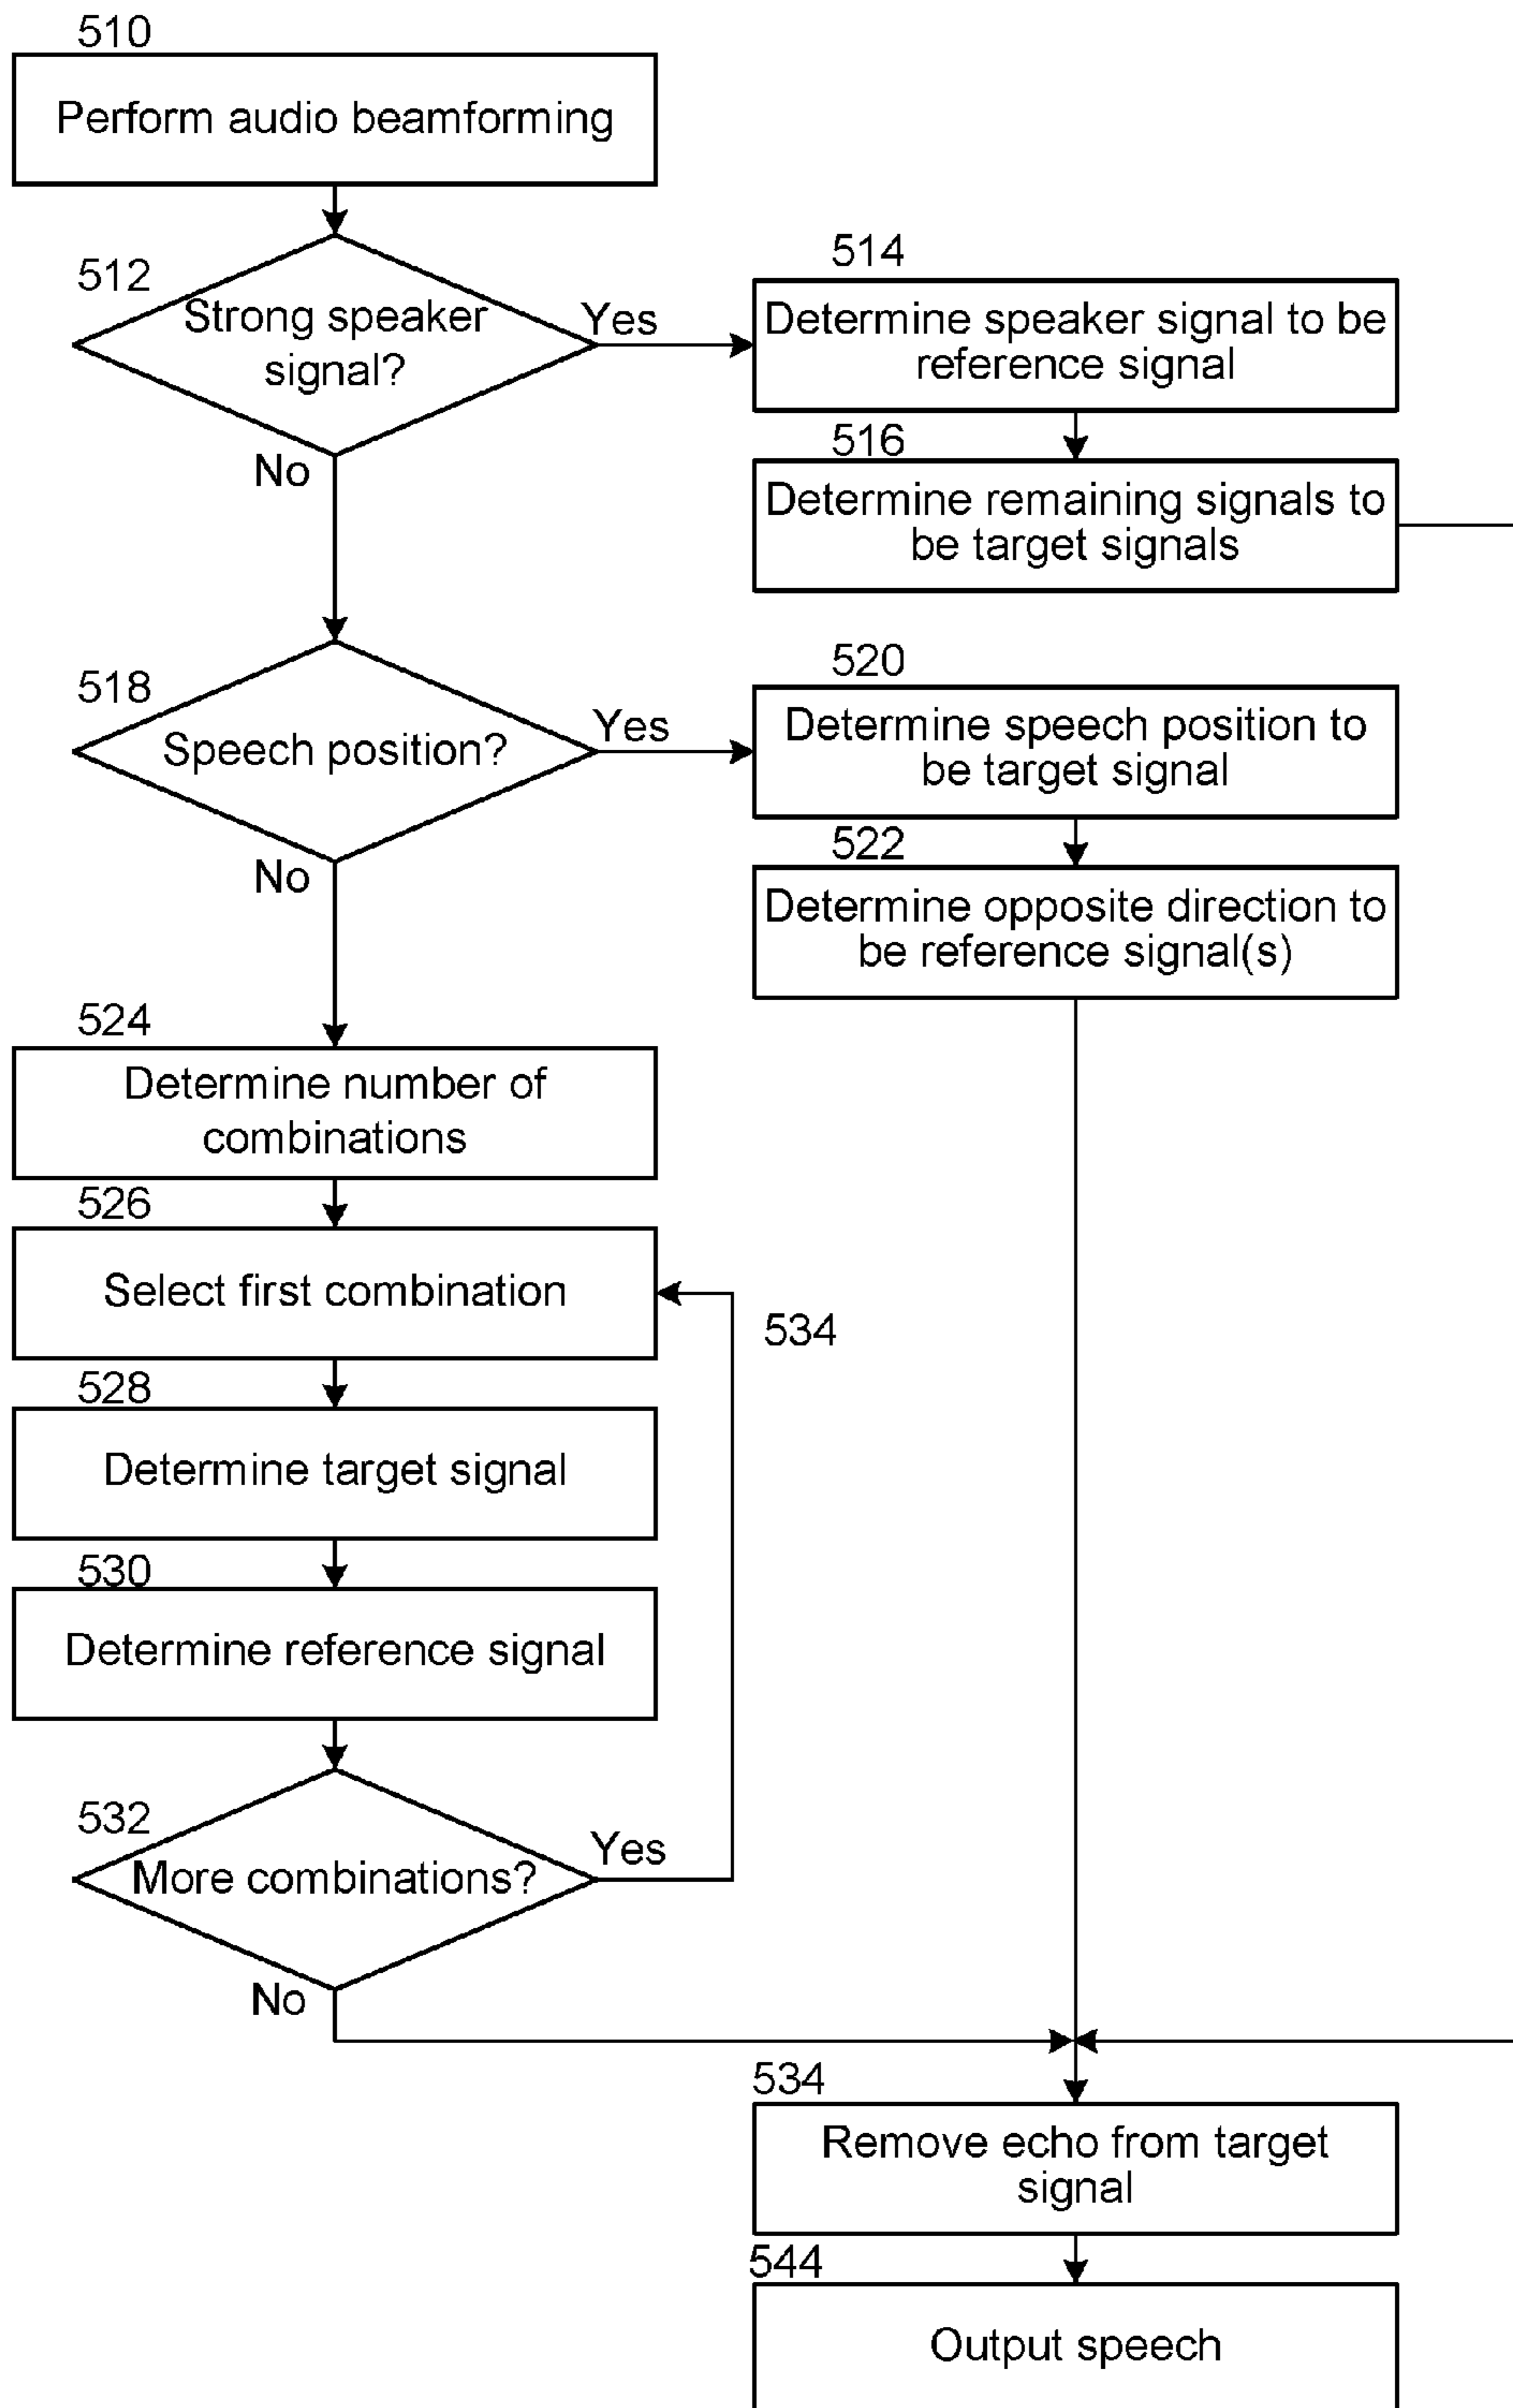 510
Perform audio beamforming
512
Strong speaker
signal?
Yes
No
514
Determine speaker signal to be
reference signal
516
Determine remaining signals to
be target signals
518
Speech position?
Yes
No
520
Determine speech position to
be target signal
522
Determine opposite direction to
be reference signal(s)
524
Determine number of
combinations
526
Select first combination
534
528
Determine target signal
530
Determine reference signal
532
More combinations?
Yes
No
534
Remove echo from target
signal
544
Output speech